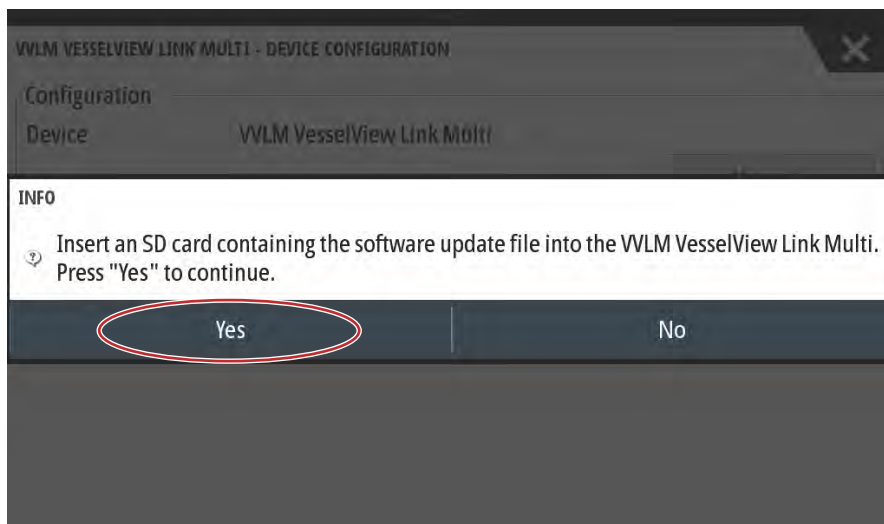 VVLM VESSELVIEW LINK MULTI - DEVICE CONFIGURATION
Configuration
Device VVLM VesselView Link Multi
INFO
Insert an SD card containing the software update file into the VVLM VesselView Link Multi.
Press "Yes" to continue.
Yes No